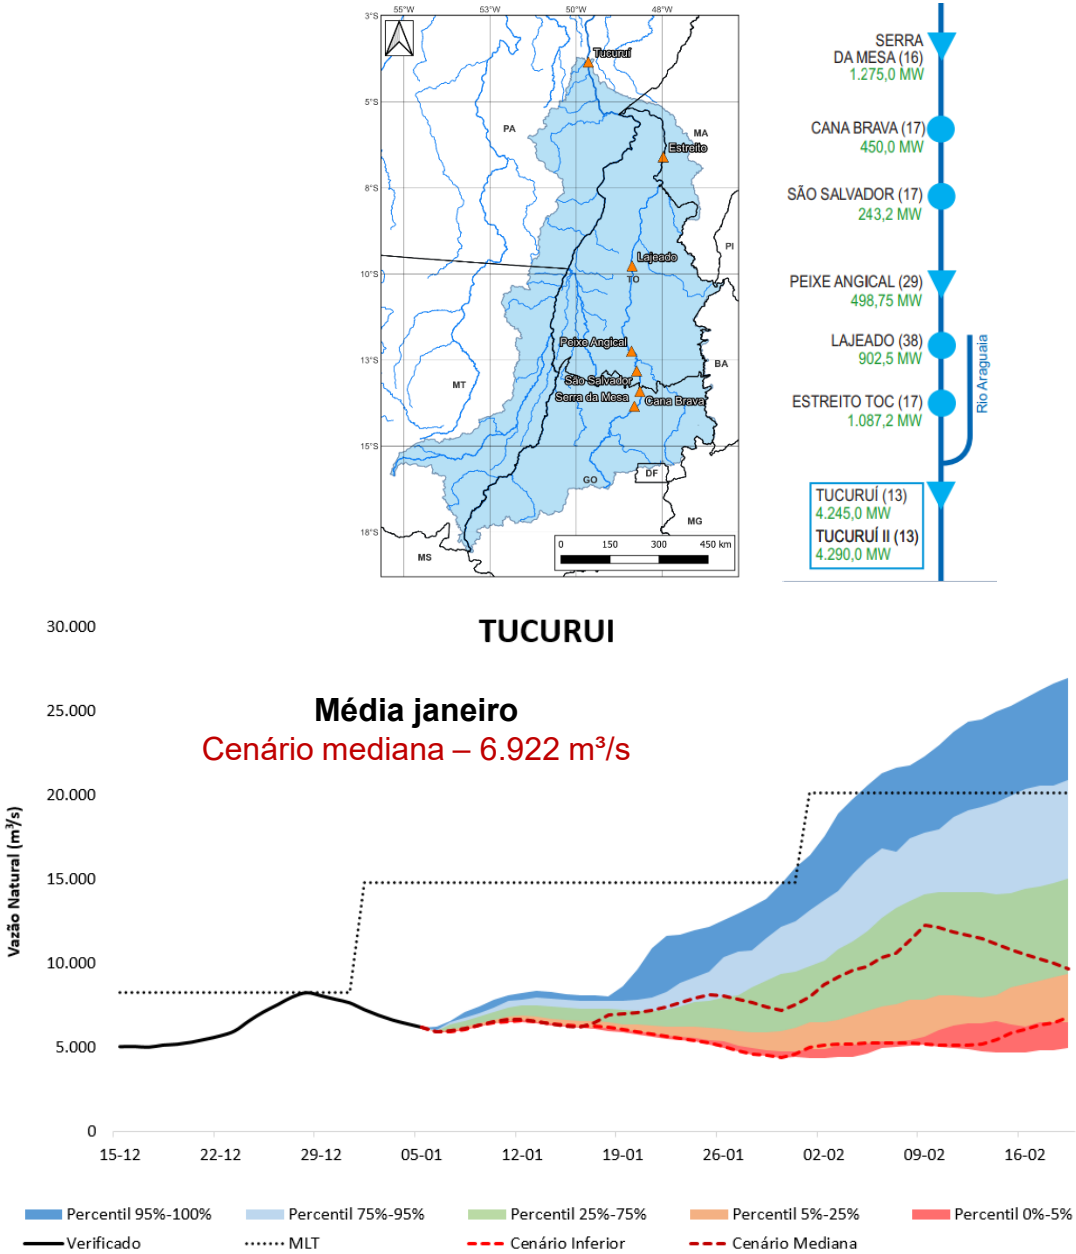 55°W 53°W 50°W 48°W
3°S
5°S
8°S
10°S
13°S
15°S
18°S
Tucuruí
PA
MA
Estreito
PI
Lajeado
TO
Peixe Angical
BA
MT
São Salvador
Serra da Mesa
Cana Brava
GO
DF
MG
MS
0 150 300 450 km
SERRA
DA MESA (16)
1.275,0 MW
CANA BRAVA (17)
450,0 MW
SÃO SALVADOR (17)
243,2 MW
PEIXE ANGICAL (29)
498,75 MW
LAJEADO (38)
902,5 MW
ESTREITO TOC (17)
1.087,2 MW
Rio Araguaia
TUCURUÍ (13)
4.245,0 MW
TUCURUÍ II (13)
4.290,0 MW
TUCURUI
Média janeiro
Cenário mediana – 6.922 m³/s
Vazão Natural (m³/s)
30.000
25.000
20.000
15.000
10.000
5.000
0
15-12 22-12 29-12 05-01 12-01 19-01 26-01 02-02 09-02 16-02
Percentil 95%-100% Percentil 75%-95% Percentil 25%-75% Percentil 5%-25% Percentil 0%-5%
Verificado MLT Cenário Inferior Cenário Mediana